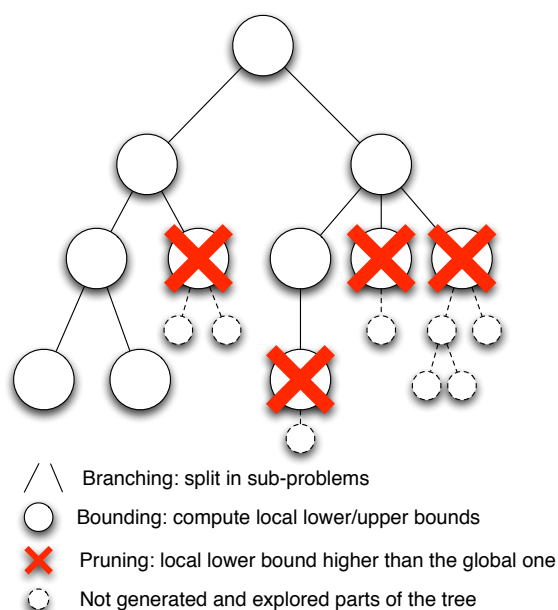 Branching: split in sub-problems
Bounding: compute local lower/upper bounds
Pruning: local lower bound higher than the global one
Not generated and explored parts of the tree